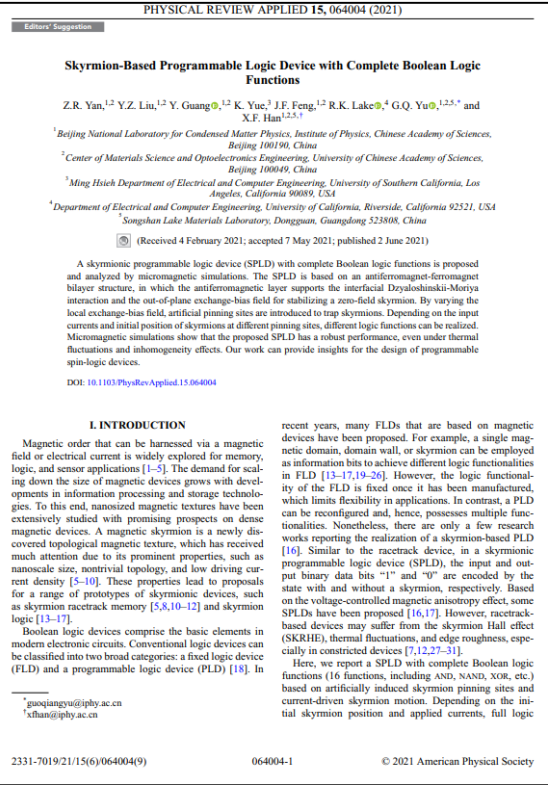 PHYSICAL REVIEW APPLIED 15, 064004 (2021)
Editors' Suggestion
Skyrmion-Based Programmable Logic Device with Complete Boolean Logic
Functions
Z.R. Yan,1,2 Y.Z. Liu,1,2 Y. Guang,1,2 K. Yue,3 J.F. Feng,1,2 R.K. Lake,4 G.Q. Yu,1,2,5,* and
X.F. Han1,2,5,†
1 Beijing National Laboratory for Condensed Matter Physics, Institute of Physics, Chinese Academy of Sciences,
Beijing 100190, China
2 Center of Materials Science and Optoelectronics Engineering, University of Chinese Academy of Sciences,
Beijing 100049, China
3 Ming Hsieh Department of Electrical and Computer Engineering, University of Southern California, Los
Angeles, California 90089, USA
4 Department of Electrical and Computer Engineering, University of California, Riverside, California 92521, USA
5 Songshan Lake Materials Laboratory, Dongguan, Guangdong 523808, China
(Received 4 February 2021; accepted 7 May 2021; published 2 June 2021)
A skyrmionic programmable logic device (SPLD) with complete Boolean logic functions is proposed
and analyzed by micromagnetic simulations. The SPLD is based on an antiferromagnet-ferromagnet
bilayer structure, in which the antiferromagnetic layer supports the interfacial Dzyaloshinskii-Moriya
interaction and the out-of-plane exchange-bias field for stabilizing a zero-field skyrmion. By varying the
local exchange-bias field, artificial pinning sites are introduced to trap skyrmions. Depending on the input
currents and initial position of skyrmions at different pinning sites, different logic functions can be realized.
Micromagnetic simulations show that the proposed SPLD has a robust performance, even under thermal
fluctuations and inhomogeneity effects. Our work can provide insights for the design of programmable
spin-logic devices.
DOI: 10.1103/PhysRevApplied.15.064004
I. INTRODUCTION
Magnetic order that can be harnessed via a magnetic
field or electrical current is widely explored for memory,
logic, and sensor applications [1–5]. The demand for scal-
ing down the size of magnetic devices grows with devel-
opments in information processing and storage technolo-
gies. To this end, nanosized magnetic textures have been
extensively studied with promising prospects on dense
magnetic devices. A magnetic skyrmion is a newly dis-
covered topological magnetic texture, which has received
much attention due to its prominent properties, such as
nanoscale size, nontrivial topology, and low driving cur-
rent density [5–10]. These properties lead to proposals
for a range of prototypes of skyrmionic devices, such
as skyrmion racetrack memory [5,8,10–12] and skyrmion
logic [13–17].
Boolean logic devices comprise the basic elements in
modern electronic circuits. Conventional logic devices can
be classified into two broad categories: a fixed logic device
(FLD) and a programmable logic device (PLD) [18]. In
*guoqiangyu@iphy.ac.cn
†xfhan@iphy.ac.cn
recent years, many FLDs that are based on magnetic
devices have been proposed. For example, a single mag-
netic domain, domain wall, or skyrmion can be employed
as information bits to achieve different logic functionalities
in FLD [13–17,19–26]. However, the logic functional-
ity of the FLD is fixed once it has been manufactured,
which limits flexibility in applications. In contrast, a PLD
can be reconfigured and, hence, possesses multiple func-
tionalities. Nonetheless, there are only a few research
works reporting the realization of a skyrmion-based PLD
[16]. Similar to the racetrack device, in a skyrmionic
programmable logic device (SPLD), the input and out-
put binary data bits “1” and “0” are encoded by the
state with and without a skyrmion, respectively. Based
on the voltage-controlled magnetic anisotropy effect, some
SPLDs have been proposed [16,17]. However, racetrack-
based devices may suffer from the skyrmion Hall effect
(SKRHE), thermal fluctuations, and edge roughness, espe-
cially in constricted devices [7,12,27–31].
Here, we report a SPLD with complete Boolean logic
functions (16 functions, including AND, NAND, XOR, etc.)
based on artificially induced skyrmion pinning sites and
current-driven skyrmion motion. Depending on the ini-
tial skyrmion position and applied currents, full logic
2331-7019/21/15(6)/064004(9)
064004-1
© 2021 American Physical Society